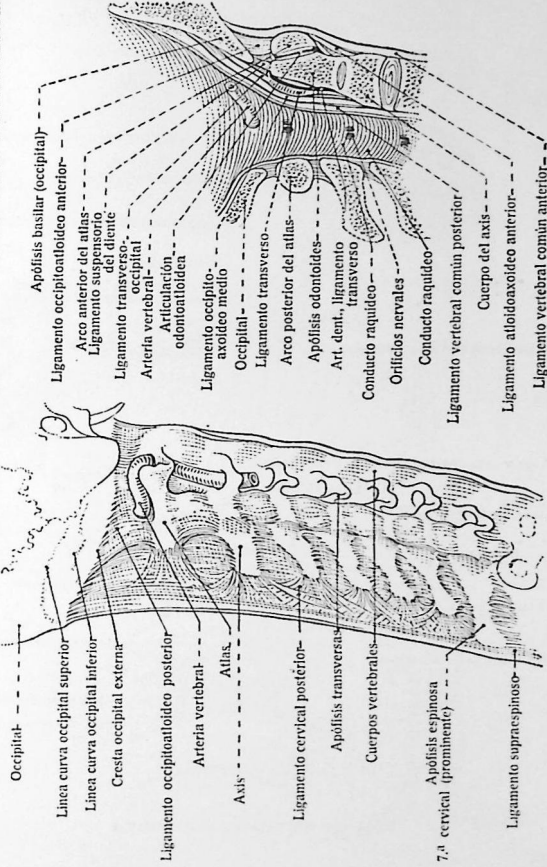 Occipital
Linea curva occipital superior
Linea curva occipital inferior
Cresta occipital externa
Ligamento occipitoatloideo posterior
Arteria vertebral
Atlas
Axis
Ligamento cervical posterior
Apófisis transversas
Cuerpos vertebrales
Apófisis espinosa
7.ª cervical (prominente)
Ligamento supraespinoso
Apófisis basilar (occipital)
Ligamento occipitoatloideo anterior
Arco anterior del atlas
Ligamento suspensorio
del diente
Ligamento transverso
occipital
Arteria vertebral
Articulación
odontoatloidea
Ligamento occipito-
axoideo medio
Occipital
Ligamento transverso
Arco posterior del atlas
Apófisis odontoides
Art. dent., ligamento
transverso
Conducto raquídeo
Orificios nervales
Conducto raquídeo
Ligamento vertebral común posterior
Cuerpo del axis
Ligamento atloidoaxoideo anterior
Ligamento vertebral común anterior